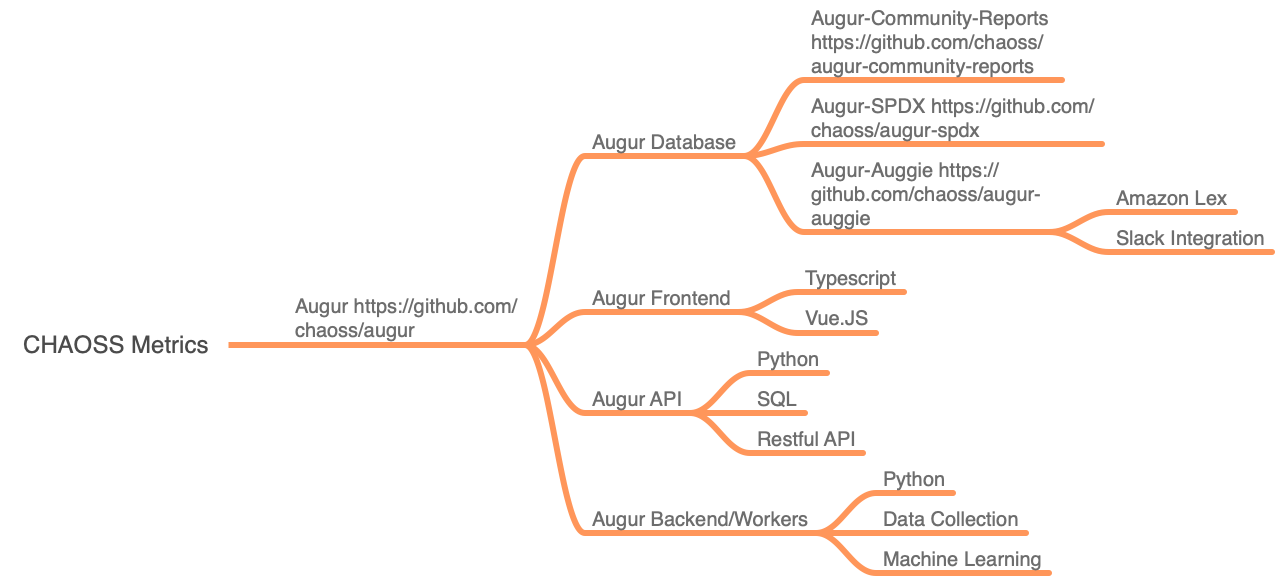 Augur-Community-Reports
https://github.com/chaoss/
augur-community-reports
Augur-SPDX https://github.com/
chaoss/augur-spdx
Augur Database
Augur-Auggie https://
github.com/chaoss/augur-
auggie
Amazon Lex
Slack Integration
Typescript
Augur Frontend
Vue.JS
Augur https://github.com/
chaoss/augur
CHAOSS Metrics
Python
Augur API
SQL
Restful API
Python
Augur Backend/Workers
Data Collection
Machine Learning